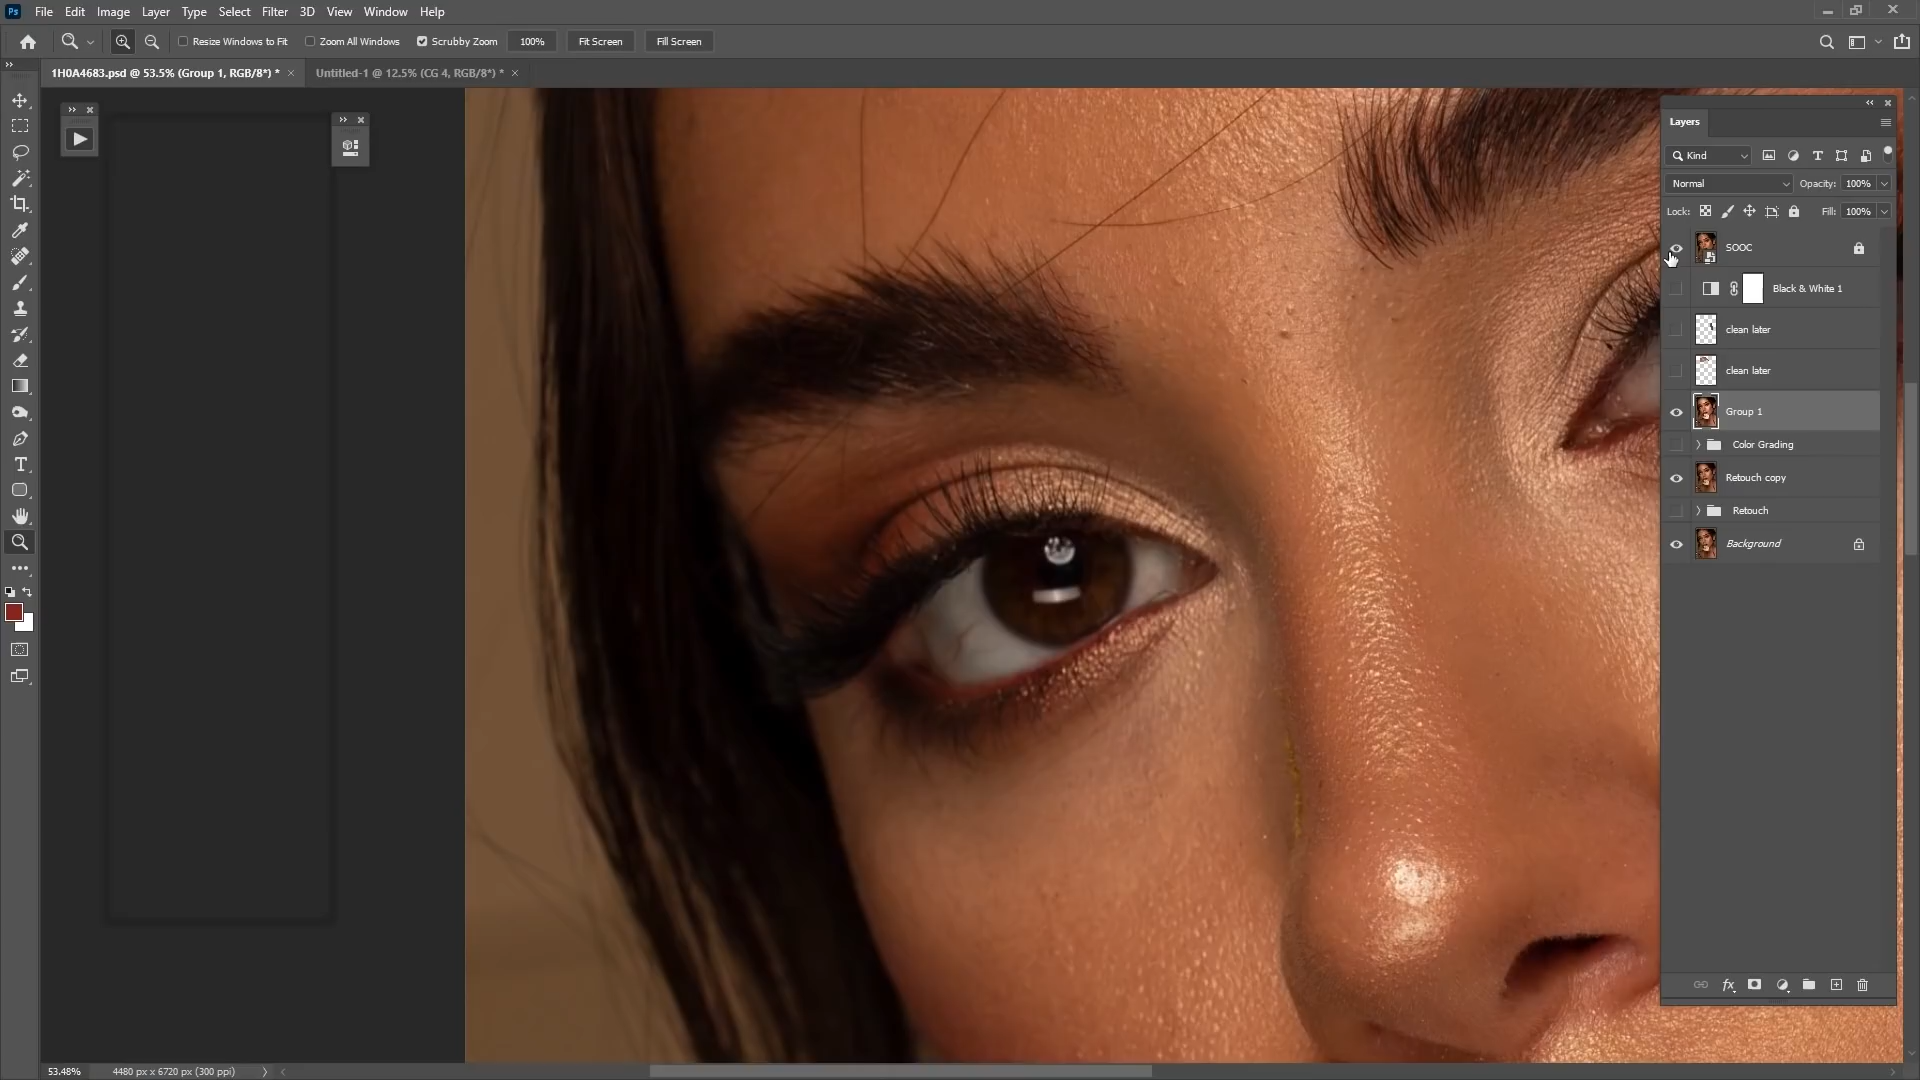 Ps File Edit Image Layer Type Select Filter 3D View Window Help
Resize Windows to Fit Zoom All Windows Scrubby Zoom 100% Fit Screen Fill Screen
1H0A4683.psd @ 53.5% (Group 1, RGB/8*) * × Untitled-1 @ 12.5% (CG 4, RGB/8*) * ×
Layers
Kind
Normal Opacity: 100%
Lock: Fill: 100%
SOOC
Black & White 1
clean later
clean later
Group 1
Color Grading
Retouch copy
Retouch
Background
fx
53.48% 4480 px x 6720 px (300 ppi)